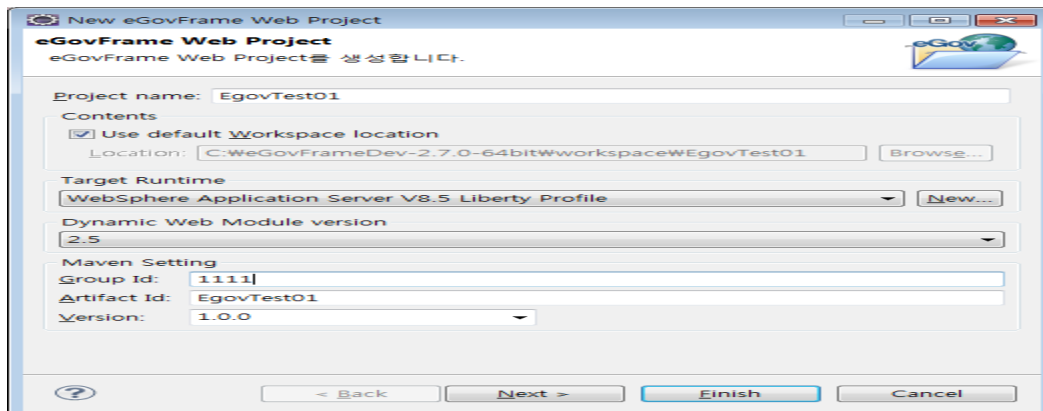 New eGovFrame Web Project
eGovFrame Web Project
eGovFrame Web Project를 생성합니다.
eGov
Project name: EgovTest01
Contents
Use default Workspace location
Location: C:₩eGovFrameDev-2.7.0-64bit₩workspace₩EgovTest01 Browse...
Target Runtime
WebSphere Application Server V8.5 Liberty Profile New...
Dynamic Web Module version
2.5
Maven Setting
Group Id: 1111
Artifact Id: EgovTest01
Version: 1.0.0
? < Back Next > Finish Cancel